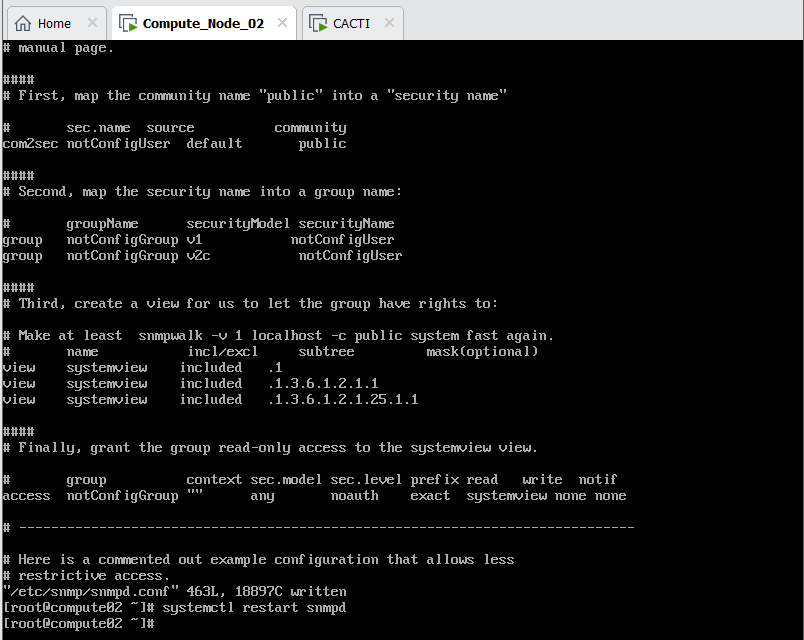 Home × Compute_Node_02 × CACTI ×
# manual page.
####
# First, map the community name "public" into a "security name"
#       sec.name  source          community
com2sec notConfigUser  default       public
####
# Second, map the security name into a group name:
#       groupName      securityModel securityName
group   notConfigGroup v1           notConfigUser
group   notConfigGroup v2c           notConfigUser
####
# Third, create a view for us to let the group have rights to:
# Make at least  snmpwalk -v 1 localhost -c public system fast again.
#       name           incl/excl     subtree         mask(optional)
view    systemview    included   .1
view    systemview    included   .1.3.6.1.2.1.1
view    systemview    included   .1.3.6.1.2.1.25.1.1
####
# Finally, grant the group read-only access to the systemview view.
#       group          context sec.model sec.level prefix read   write  notif
access  notConfigGroup ""      any       noauth    exact  systemview none none
# -----------------------------------------------------------------------------
# Here is a commented out example configuration that allows less
# restrictive access.
"/etc/snmp/snmpd.conf" 463L, 18897C written
[root@compute02 ~]# systemctl restart snmpd
[root@compute02 ~]#